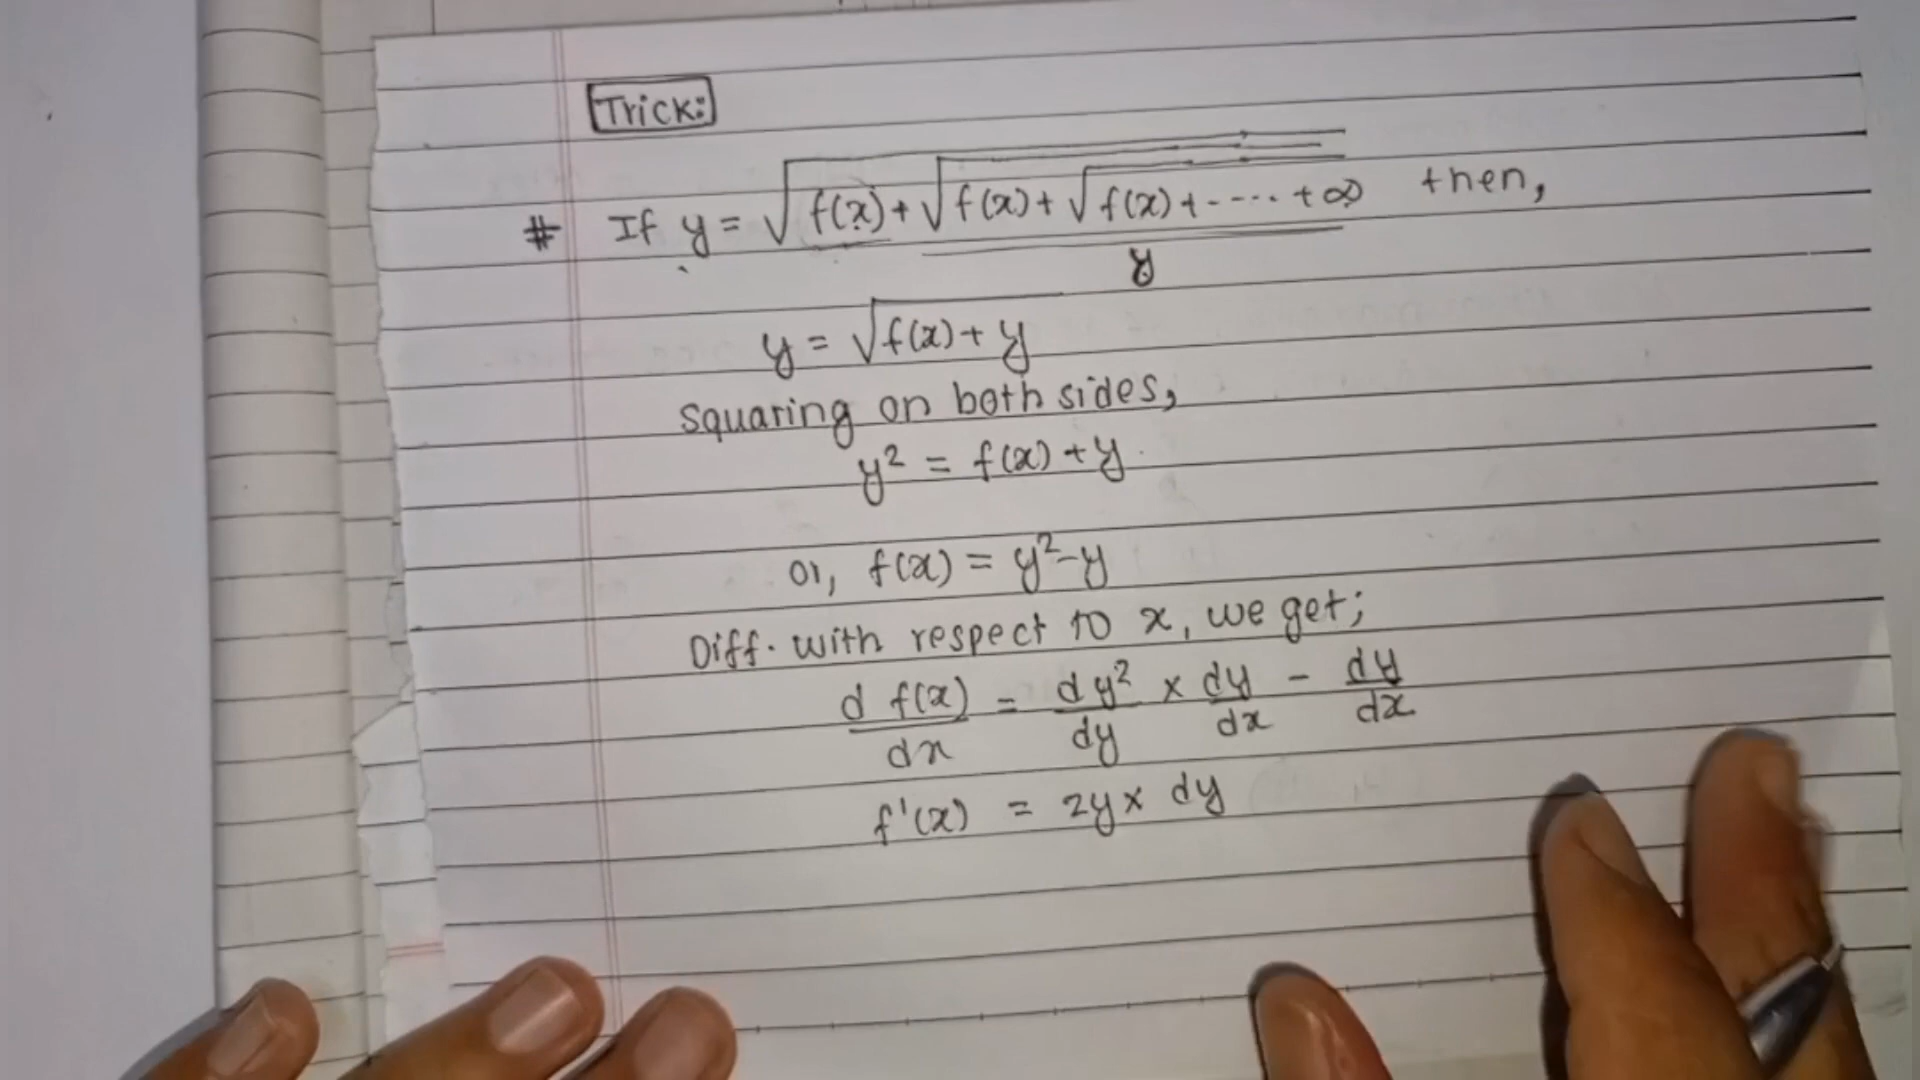 Trick:
# If y = √f(x) + √f(x) + √f(x) + ----- + ∞ then,
y
y = √f(x) + y
squaring on both sides,
y² = f(x) + y
or, f(x) = y² - y
Diff. with respect to x, we get;
d f(x)/dx = dy²/dy × dy/dx - dy/dx
f'(x) = 2y × dy